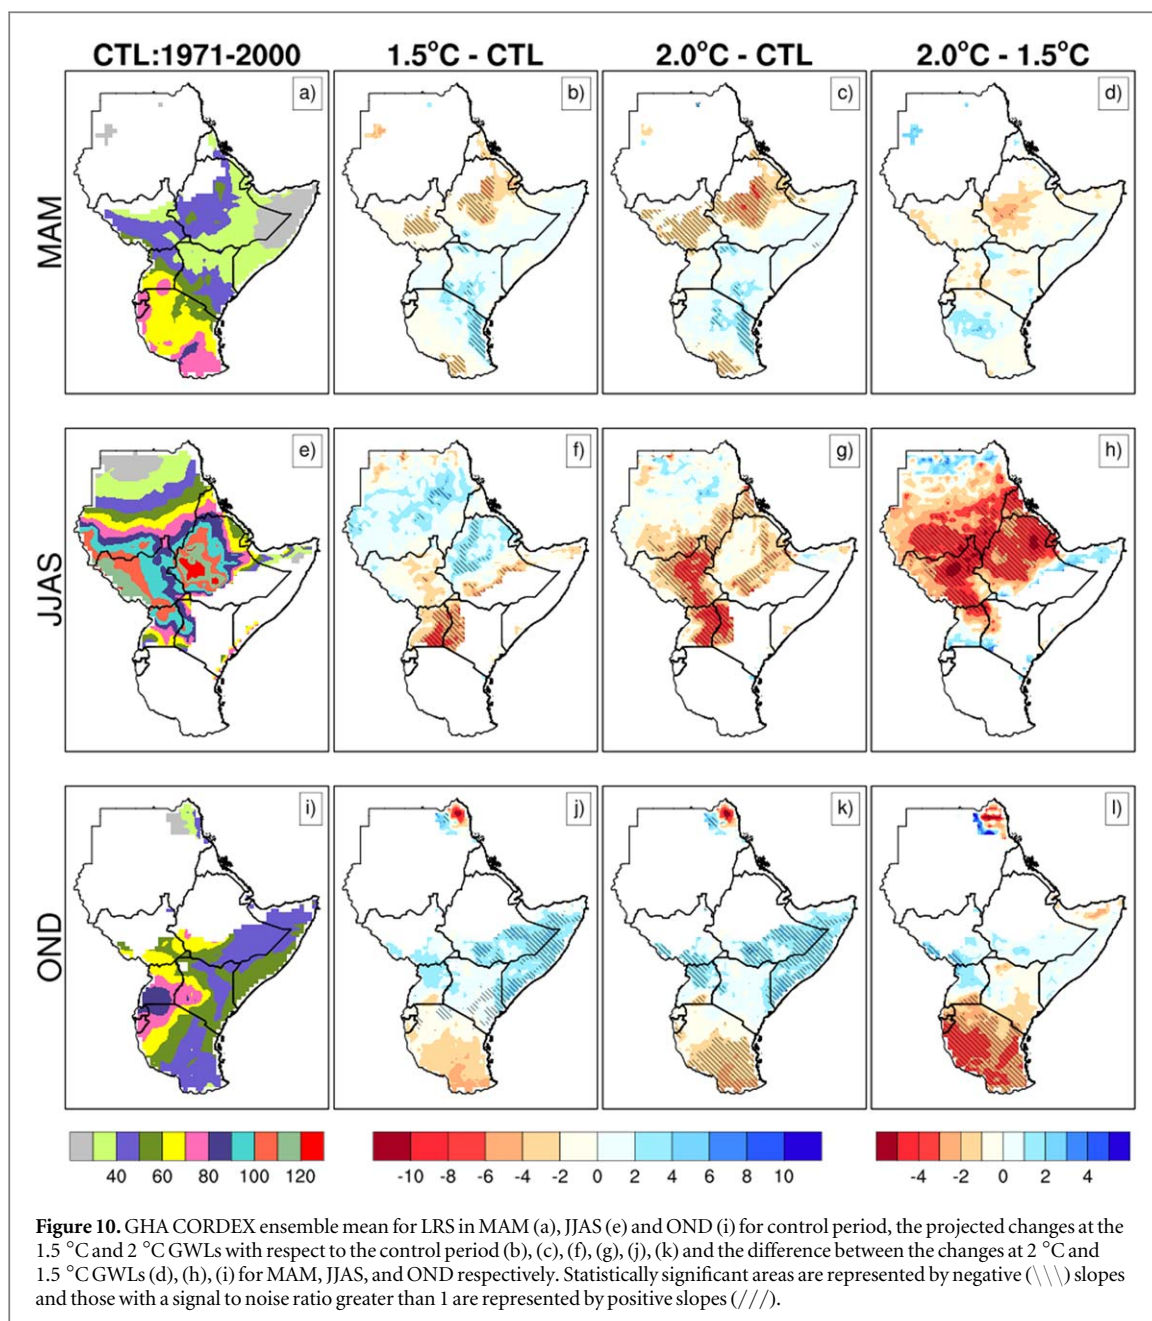 CTL:1971-2000 1.5°C - CTL 2.0°C - CTL 2.0°C - 1.5°C
MAM
a) b) c) d)
JJAS
e) f) g) h)
OND
i) j) k) l)
40 60 80 100 120 -10 -8 -6 -4 -2 0 2 4 6 8 10 -4 -2 0 2 4
Figure 10. GHA CORDEX ensemble mean for LRS in MAM (a), JJAS (e) and OND (i) for control period, the projected changes at the
1.5 °C and 2 °C GWLs with respect to the control period (b), (c), (f), (g), (j), (k) and the difference between the changes at 2 °C and
1.5 °C GWLs (d), (h), (i) for MAM, JJAS, and OND respectively. Statistically significant areas are represented by negative (\\\) slopes
and those with a signal to noise ratio greater than 1 are represented by positive slopes (///).